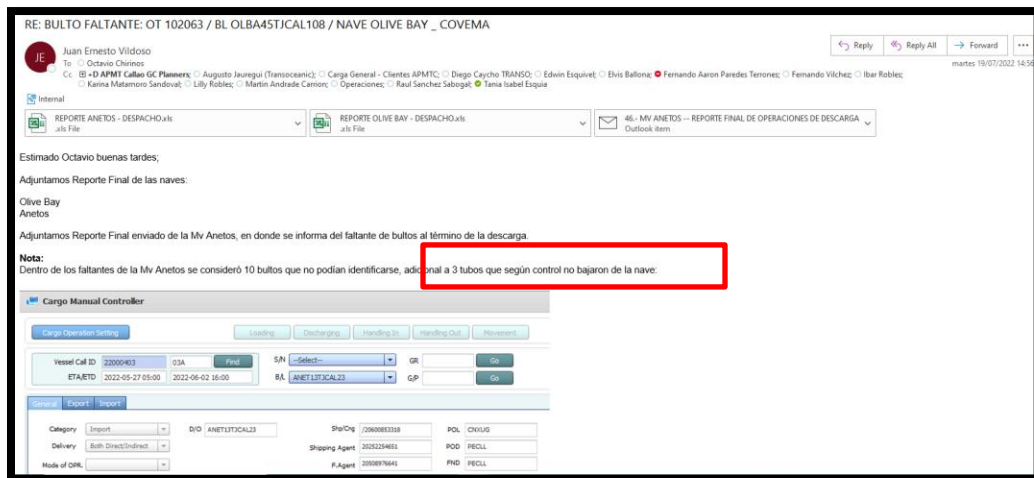 RE: BULTO FALTANTE: OT 102063 / BL OLBA45TJCAL108 / NAVE OLIVE BAY _ COVEMA
JE
Juan Ernesto Vildoso
To Octavio Chirinos
Cc +D APMT Callao GC Planners; Augusto Jauregui (Transoceanic); Carga General - Clientes APMTC; Diego Caycho TRANSO; Edwin Esquivel; Elvis Ballona; Fernando Aaron Paredes Terrones; Fernando Vilchez; Ibar Robles;
Karina Matamoro Sandoval; Lilly Robles; Martin Andrade Carrion; Operaciones; Raul Sanchez Sabogal; Tania Isabel Esquia
Reply Reply All Forward ...
martes 19/07/2022 14:56
Internal
REPORTE ANETOS - DESPACHO.xls
.xls File
REPORTE OLIVE BAY - DESPACHO.xls
.xls File
46.- MV ANETOS -- REPORTE FINAL DE OPERACIONES DE DESCARGA
Outlook item
Estimado Octavio buenas tardes;
Adjuntamos Reporte Final de las naves:
Olive Bay
Anetos
Adjuntamos Reporte Final enviado de la Mv Anetos, en donde se informa del faltante de bultos al término de la descarga.
Nota:
Dentro de los faltantes de la Mv Anetos se consideró 10 bultos que no podían identificarse, adicional a 3 tubos que según control no bajaron de la nave:
Cargo Manual Controller
Cargo Operation Setting Loading Discharging Handling In Handling Out Movement
Vessel Call ID 22000403 03A Find S/N --Select-- GR Go
ETA/ETD 2022-05-27 05:00 2022-06-02 16:00 B/L ANET13TJCAL23 G/P Go
General Export Import
Category Import D/O ANET13TJCAL23 Shp/Cng /20600853318 POL CNXUG
Delivery Both Direct/Indirect Shipping Agent 20252254651 POD PECLL
Mode of OPR. F.Agent 20508976641 FND PECLL